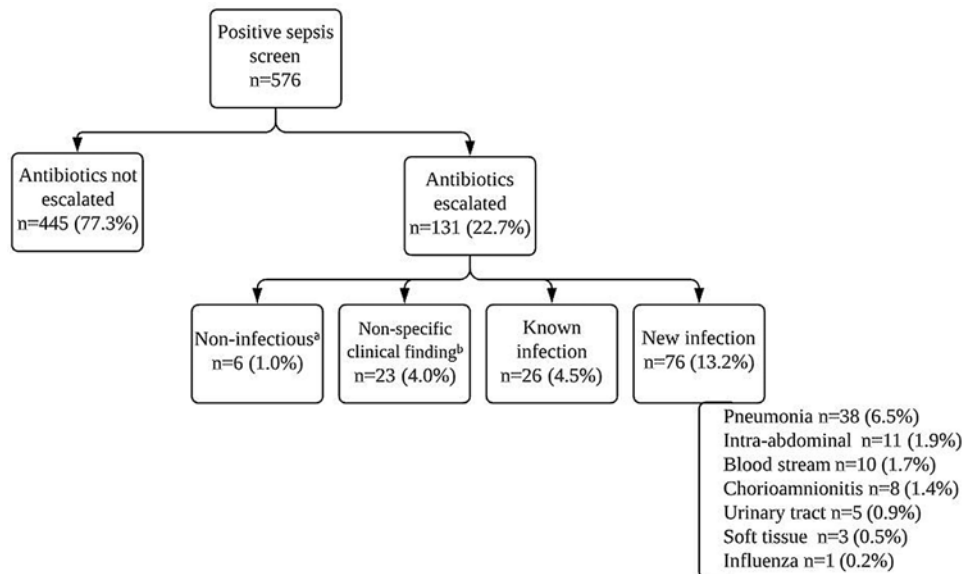 Positive sepsis
screen
n=576
Antibiotics not
escalated
n=445 (77.3%)
Antibiotics
escalated
n=131 (22.7%)
Non-infectiousᵃ
n=6 (1.0%)
Non-specific
clinical findingᵇ
n=23 (4.0%)
Known
infection
n=26 (4.5%)
New infection
n=76 (13.2%)
Pneumonia n=38 (6.5%)
Intra-abdominal n=11 (1.9%)
Blood stream n=10 (1.7%)
Chorioamnionitis n=8 (1.4%)
Urinary tract n=5 (0.9%)
Soft tissue n=3 (0.5%)
Influenza n=1 (0.2%)